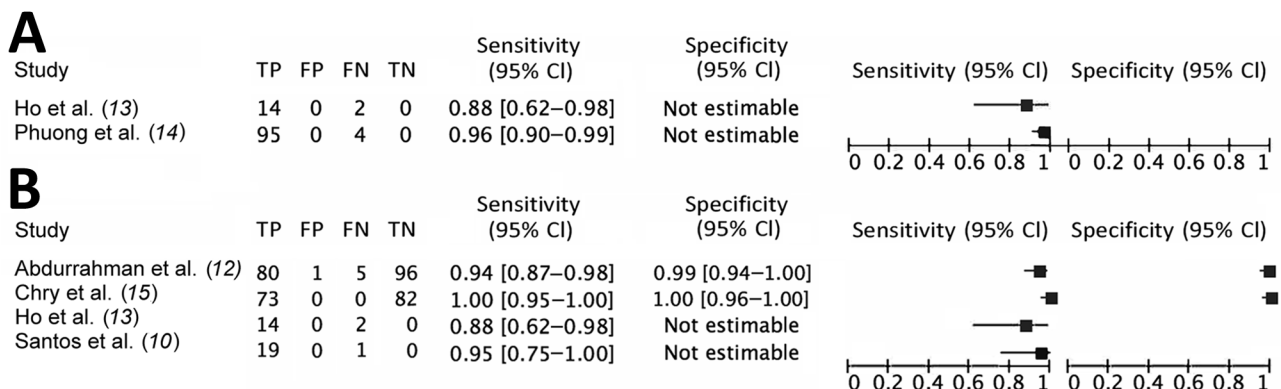 A
Sensitivity Specificity
Study TP FP FN TN (95% CI) (95% CI) Sensitivity (95% CI) Specificity (95% CI)
Ho et al. (13) 14 0 2 0 0.88 [0.62–0.98] Not estimable
Phuong et al. (14) 95 0 4 0 0.96 [0.90–0.99] Not estimable
0 0.2 0.4 0.6 0.8 1 0 0.2 0.4 0.6 0.8 1
B
Sensitivity Specificity
Study TP FP FN TN (95% CI) (95% CI) Sensitivity (95% CI) Specificity (95% CI)
Abdurrahman et al. (12) 80 1 5 96 0.94 [0.87–0.98] 0.99 [0.94–1.00]
Chry et al. (15) 73 0 0 82 1.00 [0.95–1.00] 1.00 [0.96–1.00]
Ho et al. (13) 14 0 2 0 0.88 [0.62–0.98] Not estimable
Santos et al. (10) 19 0 1 0 0.95 [0.75–1.00] Not estimable
0 0.2 0.4 0.6 0.8 1 0 0.2 0.4 0.6 0.8 1